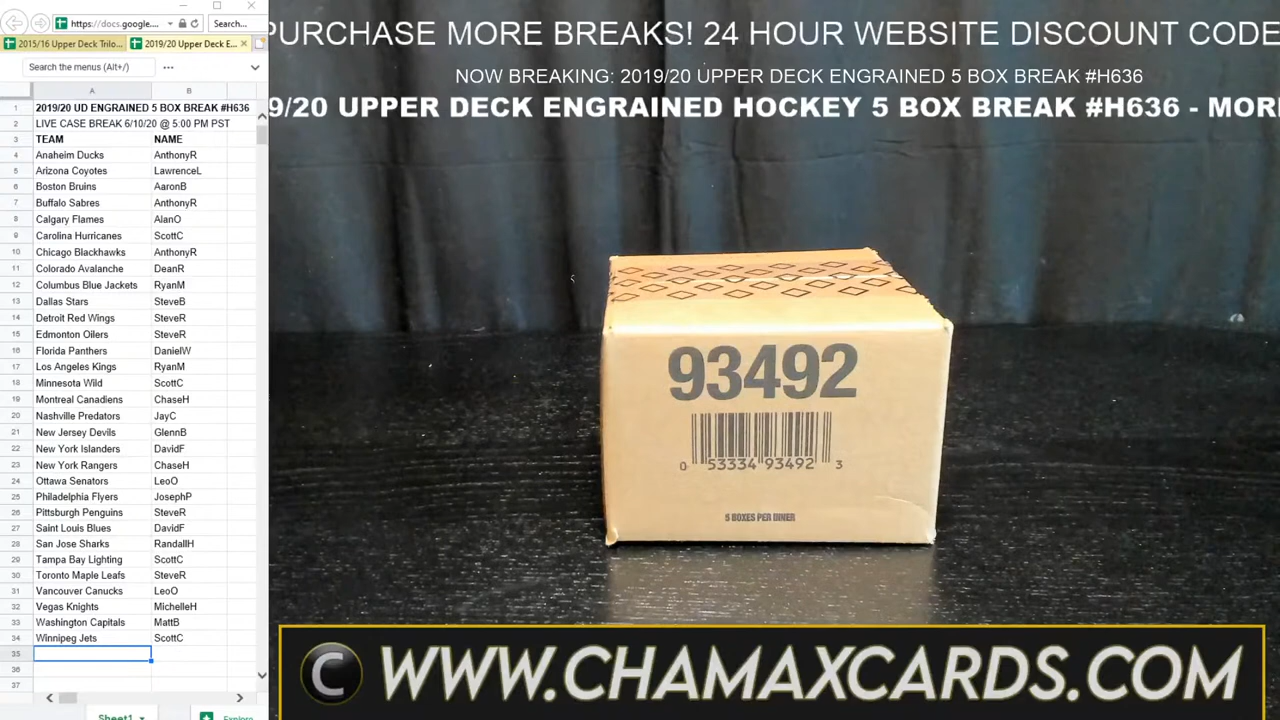 https://docs.google....
Search...
2015/16 Upper Deck Trilo...
2019/20 Upper Deck E...
Search the menus (Alt+/)
A B
1 2019/20 UD ENGRAINED 5 BOX BREAK #H636
2 LIVE CASE BREAK 6/10/20 @ 5:00 PM PST
3 TEAM NAME
4 Anaheim Ducks AnthonyR
5 Arizona Coyotes LawrenceL
6 Boston Bruins AaronB
7 Buffalo Sabres AnthonyR
8 Calgary Flames AlanO
9 Carolina Hurricanes ScottC
10 Chicago Blackhawks AnthonyR
11 Colorado Avalanche DeanR
12 Columbus Blue Jackets RyanM
13 Dallas Stars SteveB
14 Detroit Red Wings SteveR
15 Edmonton Oilers SteveR
16 Florida Panthers DanielW
17 Los Angeles Kings RyanM
18 Minnesota Wild ScottC
19 Montreal Canadiens ChaseH
20 Nashville Predators JayC
21 New Jersey Devils GlennB
22 New York Islanders DavidF
23 New York Rangers ChaseH
24 Ottawa Senators LeoO
25 Philadelphia Flyers JosephP
26 Pittsburgh Penguins SteveR
27 Saint Louis Blues DavidF
28 San Jose Sharks RandallH
29 Tampa Bay Lighting ScottC
30 Toronto Maple Leafs SteveR
31 Vancouver Canucks LeoO
32 Vegas Knights MichelleH
33 Washington Capitals MattB
34 Winnipeg Jets ScottC
35
36
37
Sheet1
Explore
PURCHASE MORE BREAKS! 24 HOUR WEBSITE DISCOUNT CODE
NOW BREAKING: 2019/20 UPPER DECK ENGRAINED 5 BOX BREAK #H636
9/20 UPPER DECK ENGRAINED HOCKEY 5 BOX BREAK #H636 - MOR
93492
0 53334 93492 3
5 BOXES PER INNER
C WWW.CHAMAXCARDS.COM